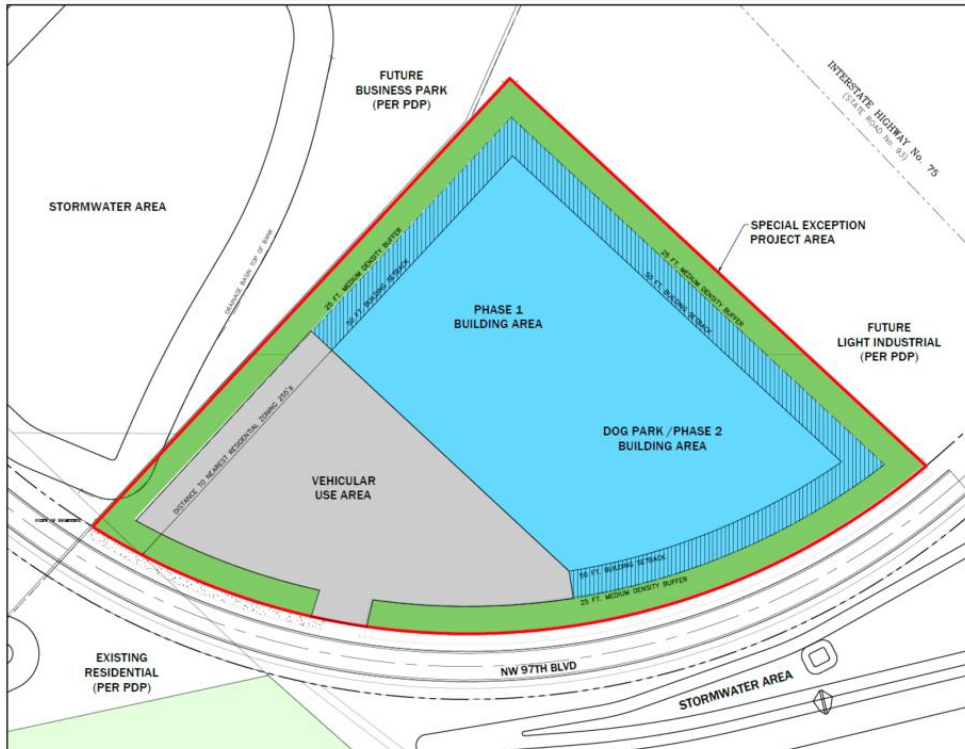 FUTURE
BUSINESS PARK
(PER PDP)
INTERSTATE HIGHWAY No. 75
(STATE ROAD No. 93)
STORMWATER AREA
DRAINAGE BASIN TOP OF BANK
SPECIAL EXCEPTION
PROJECT AREA
25 FT. MEDIUM DENSITY BUFFER
50 FT. BUILDING SETBACK
25 FT. MEDIUM DENSITY BUFFER
50 FT. BUILDING SETBACK
PHASE 1
BUILDING AREA
FUTURE
LIGHT INDUSTRIAL
(PER PDP)
DISTANCE TO NEAREST RESIDENTIAL ZONING 255'±
DOG PARK /PHASE 2
BUILDING AREA
VEHICULAR
USE AREA
50 FT. BUILDING SETBACK
25 FT. MEDIUM DENSITY BUFFER
EXISTING
RESIDENTIAL
(PER PDP)
NW 97TH BLVD
STORMWATER AREA